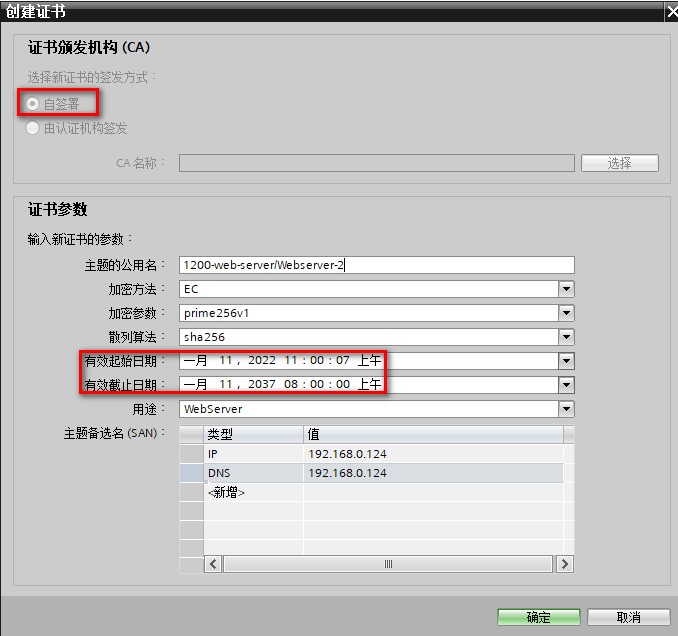 创建证书
证书颁发机构 (CA)
选择新证书的签发方式：
自签署
由认证机构签发
CA 名称： 选择
证书参数
输入新证书的参数：
主题的公用名： 1200-web-server/Webserver-2
加密方法： EC
加密参数： prime256v1
散列算法： sha256
有效起始日期： 一月 11, 2022 11:00:07 上午
有效截止日期： 一月 11, 2037 08:00:00 上午
用途： WebServer
主题备选名 (SAN)： 类型 值
IP 192.168.0.124
DNS 192.168.0.124
<新增>
确定 取消